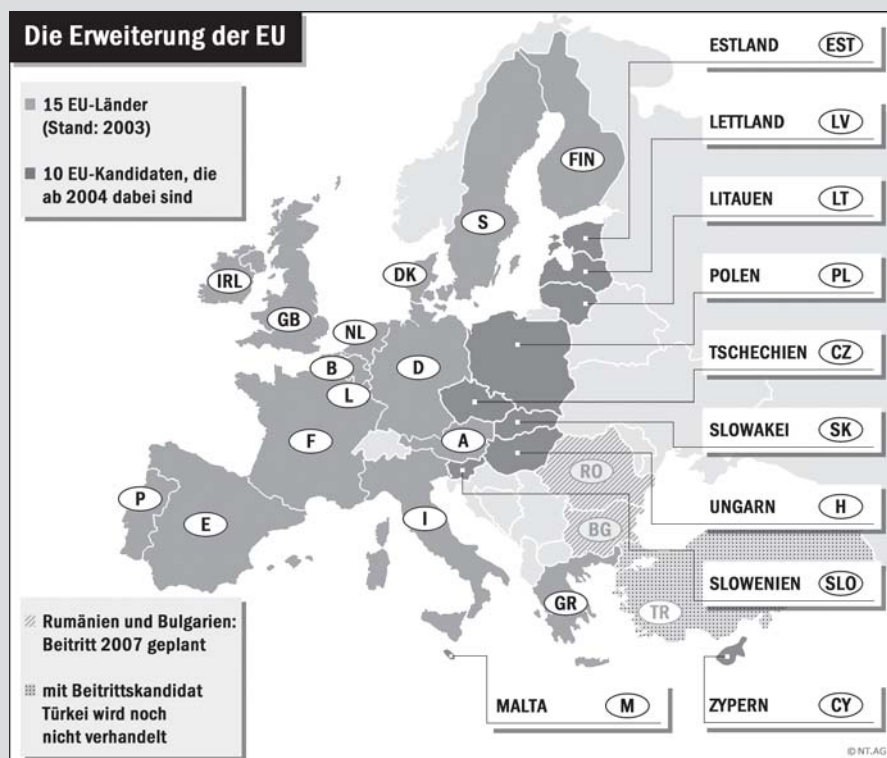 Die Erweiterung der EU
15 EU-Länder
(Stand: 2003)
10 EU-Kandidaten, die
ab 2004 dabei sind
ESTLAND EST
LETTLAND LV
LITAUEN LT
POLEN PL
TSCHECHIEN CZ
SLOWAKEI SK
UNGARN H
SLOWENIEN SLO
ZYPERN CY
MALTA M
FIN
S
DK
IRL
GB
NL
B
D
L
F
A
RO
P
E
I
BG
GR
TR
Rumänien und Bulgarien:
Beitritt 2007 geplant
mit Beitrittskandidat
Türkei wird noch
nicht verhandelt
© NT.AG